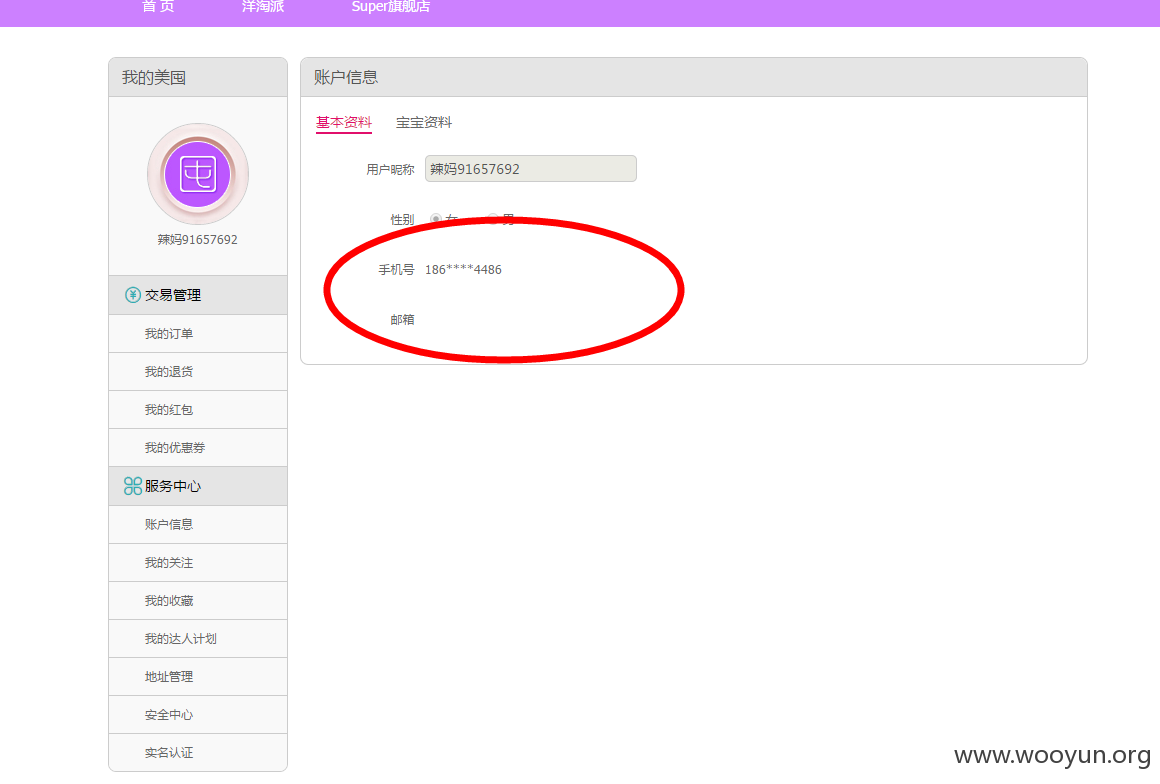 首 页 洋淘派 Super旗舰店
我的美囤
屯
辣妈91657692
交易管理
我的订单
我的退货
我的红包
我的优惠券
服务中心
账户信息
我的关注
我的收藏
我的达人计划
地址管理
安全中心
实名认证
账户信息
基本资料 宝宝资料
用户昵称 辣妈91657692
性别 女 男
手机号 186****4486
邮箱
www.wooyun.org